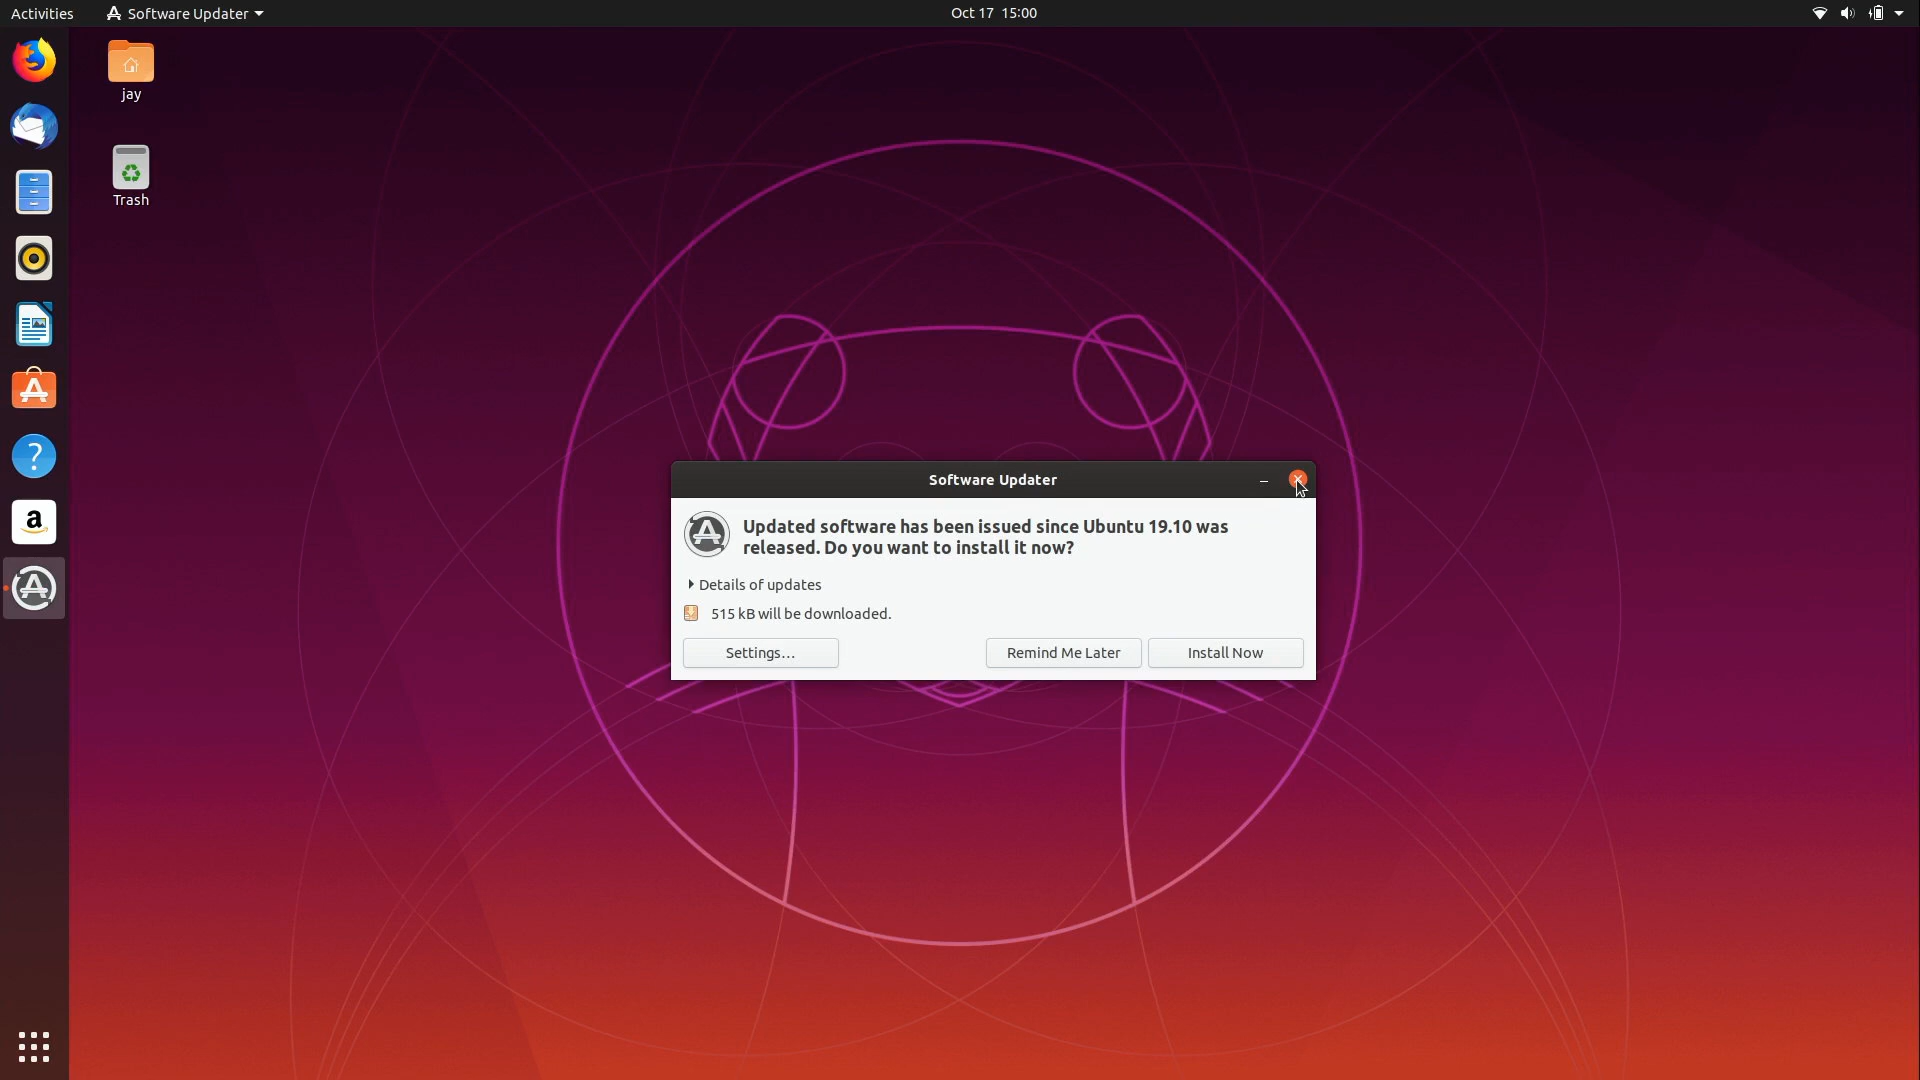 Activities
Software Updater
Oct 17 15:00
jay
Trash
Software Updater
Updated software has been issued since Ubuntu 19.10 was
released. Do you want to install it now?
Details of updates
515 kB will be downloaded.
Settings…
Remind Me Later
Install Now
?
a